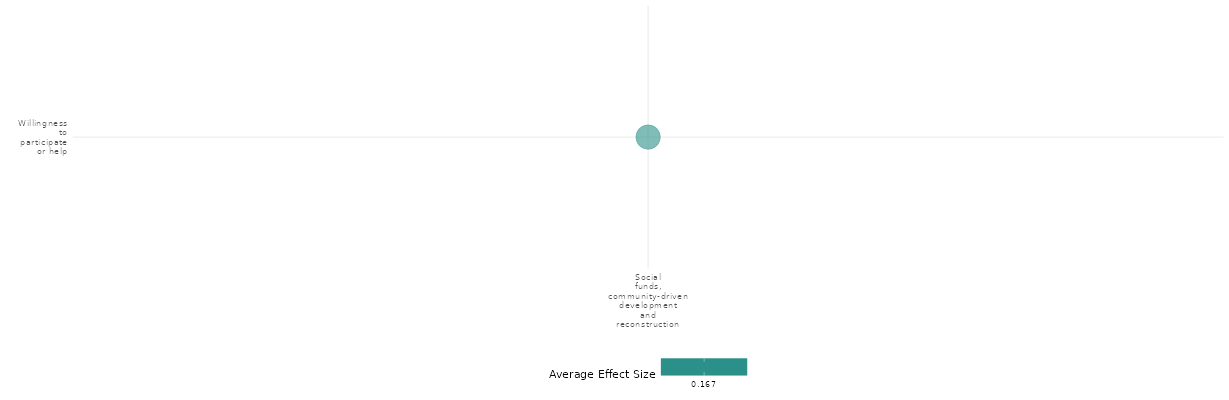 Willingness
to
participate
or help
Social
funds,
community-driven
development
and
reconstruction
Average Effect Size
0.167